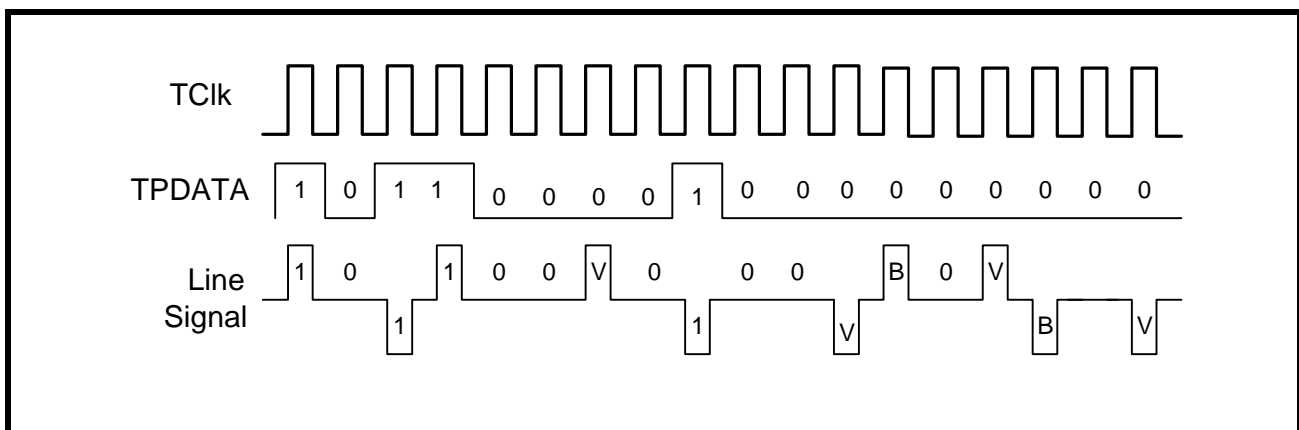 TClk
TPDATA 1 0 1 1 0 0 0 0 1 0 0 0 0 0 0 0 0 0
Line Signal
1 0 1 0 0 V 0 0 0 B 0 V
1 1 V B V